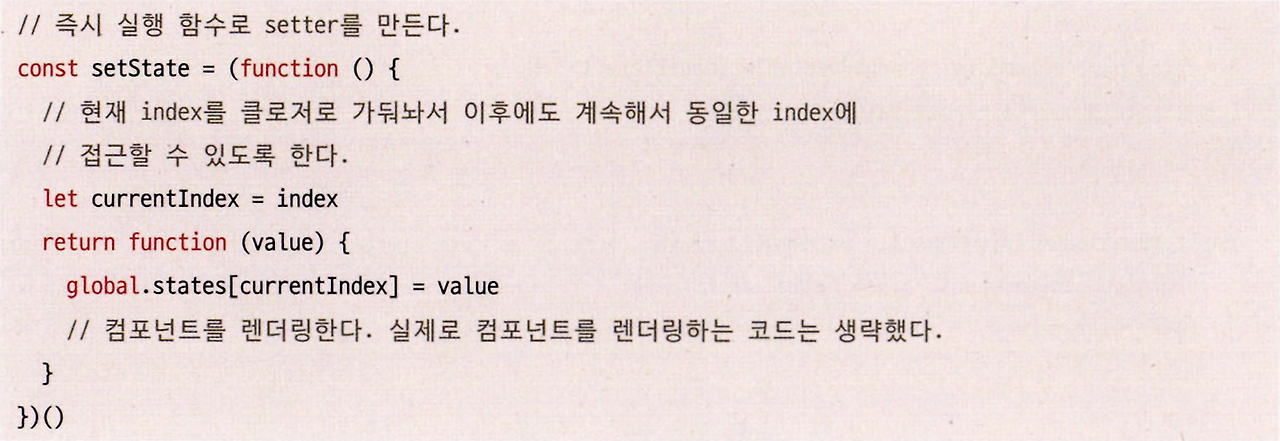 // 즉시 실행 함수로 setter를 만든다.
const setState = (function () {
// 현재 index를 클로저로 가둬놔서 이후에도 계속해서 동일한 index에
// 접근할 수 있도록 한다.
let currentIndex = index
return function (value) {
global.states[currentIndex] = value
// 컴포넌트를 렌더링한다. 실제로 컴포넌트를 렌더링하는 코드는 생략했다.
}
})()